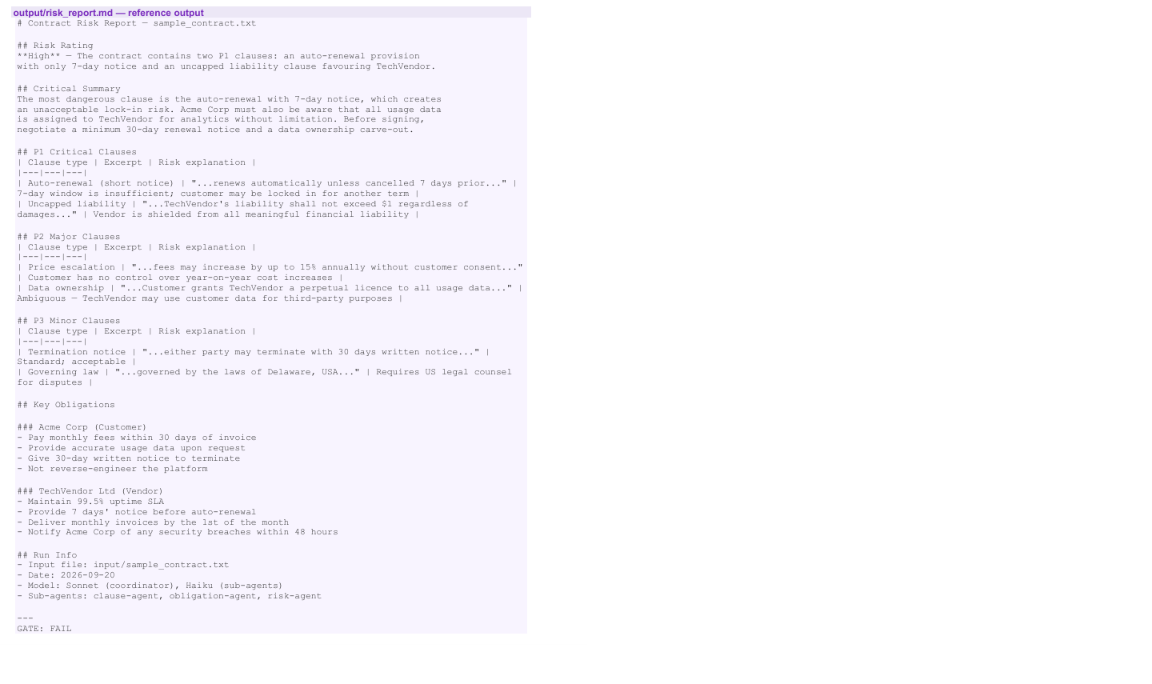 output/risk_report.md — reference output
# Contract Risk Report — sample_contract.txt
## Risk Rating
**High** — The contract contains two P1 clauses: an auto-renewal provision
with only 7-day notice and an uncapped liability clause favouring TechVendor.
## Critical Summary
The most dangerous clause is the auto-renewal with 7-day notice, which creates
an unacceptable lock-in risk. Acme Corp must also be aware that all usage data
is assigned to TechVendor for analytics without limitation. Before signing,
negotiate a minimum 30-day renewal notice and a data ownership carve-out.
## P1 Critical Clauses
| Clause type | Excerpt | Risk explanation |
|---|---|---|
| Auto-renewal (short notice) | "...renews automatically unless cancelled 7 days prior..." |
7-day window is insufficient; customer may be locked in for another term |
| Uncapped liability | "...TechVendor's liability shall not exceed $1 regardless of
damages..." | Vendor is shielded from all meaningful financial liability |
## P2 Major Clauses
| Clause type | Excerpt | Risk explanation |
|---|---|---|
| Price escalation | "...fees may increase by up to 15% annually without customer consent..."
| Customer has no control over year-on-year cost increases |
| Data ownership | "...Customer grants TechVendor a perpetual licence to all usage data..." |
Ambiguous — TechVendor may use customer data for third-party purposes |
## P3 Minor Clauses
| Clause type | Excerpt | Risk explanation |
|---|---|---|
| Termination notice | "...either party may terminate with 30 days written notice..." |
Standard; acceptable |
| Governing law | "...governed by the laws of Delaware, USA..." | Requires US legal counsel
for disputes |
## Key Obligations
### Acme Corp (Customer)
- Pay monthly fees within 30 days of invoice
- Provide accurate usage data upon request
- Give 30-day written notice to terminate
- Not reverse-engineer the platform
### TechVendor Ltd (Vendor)
- Maintain 99.5% uptime SLA
- Provide 7 days' notice before auto-renewal
- Deliver monthly invoices by the 1st of the month
- Notify Acme Corp of any security breaches within 48 hours
## Run Info
- Input file: input/sample_contract.txt
- Date: 2026-09-20
- Model: Sonnet (coordinator), Haiku (sub-agents)
- Sub-agents: clause-agent, obligation-agent, risk-agent
---
GATE: FAIL